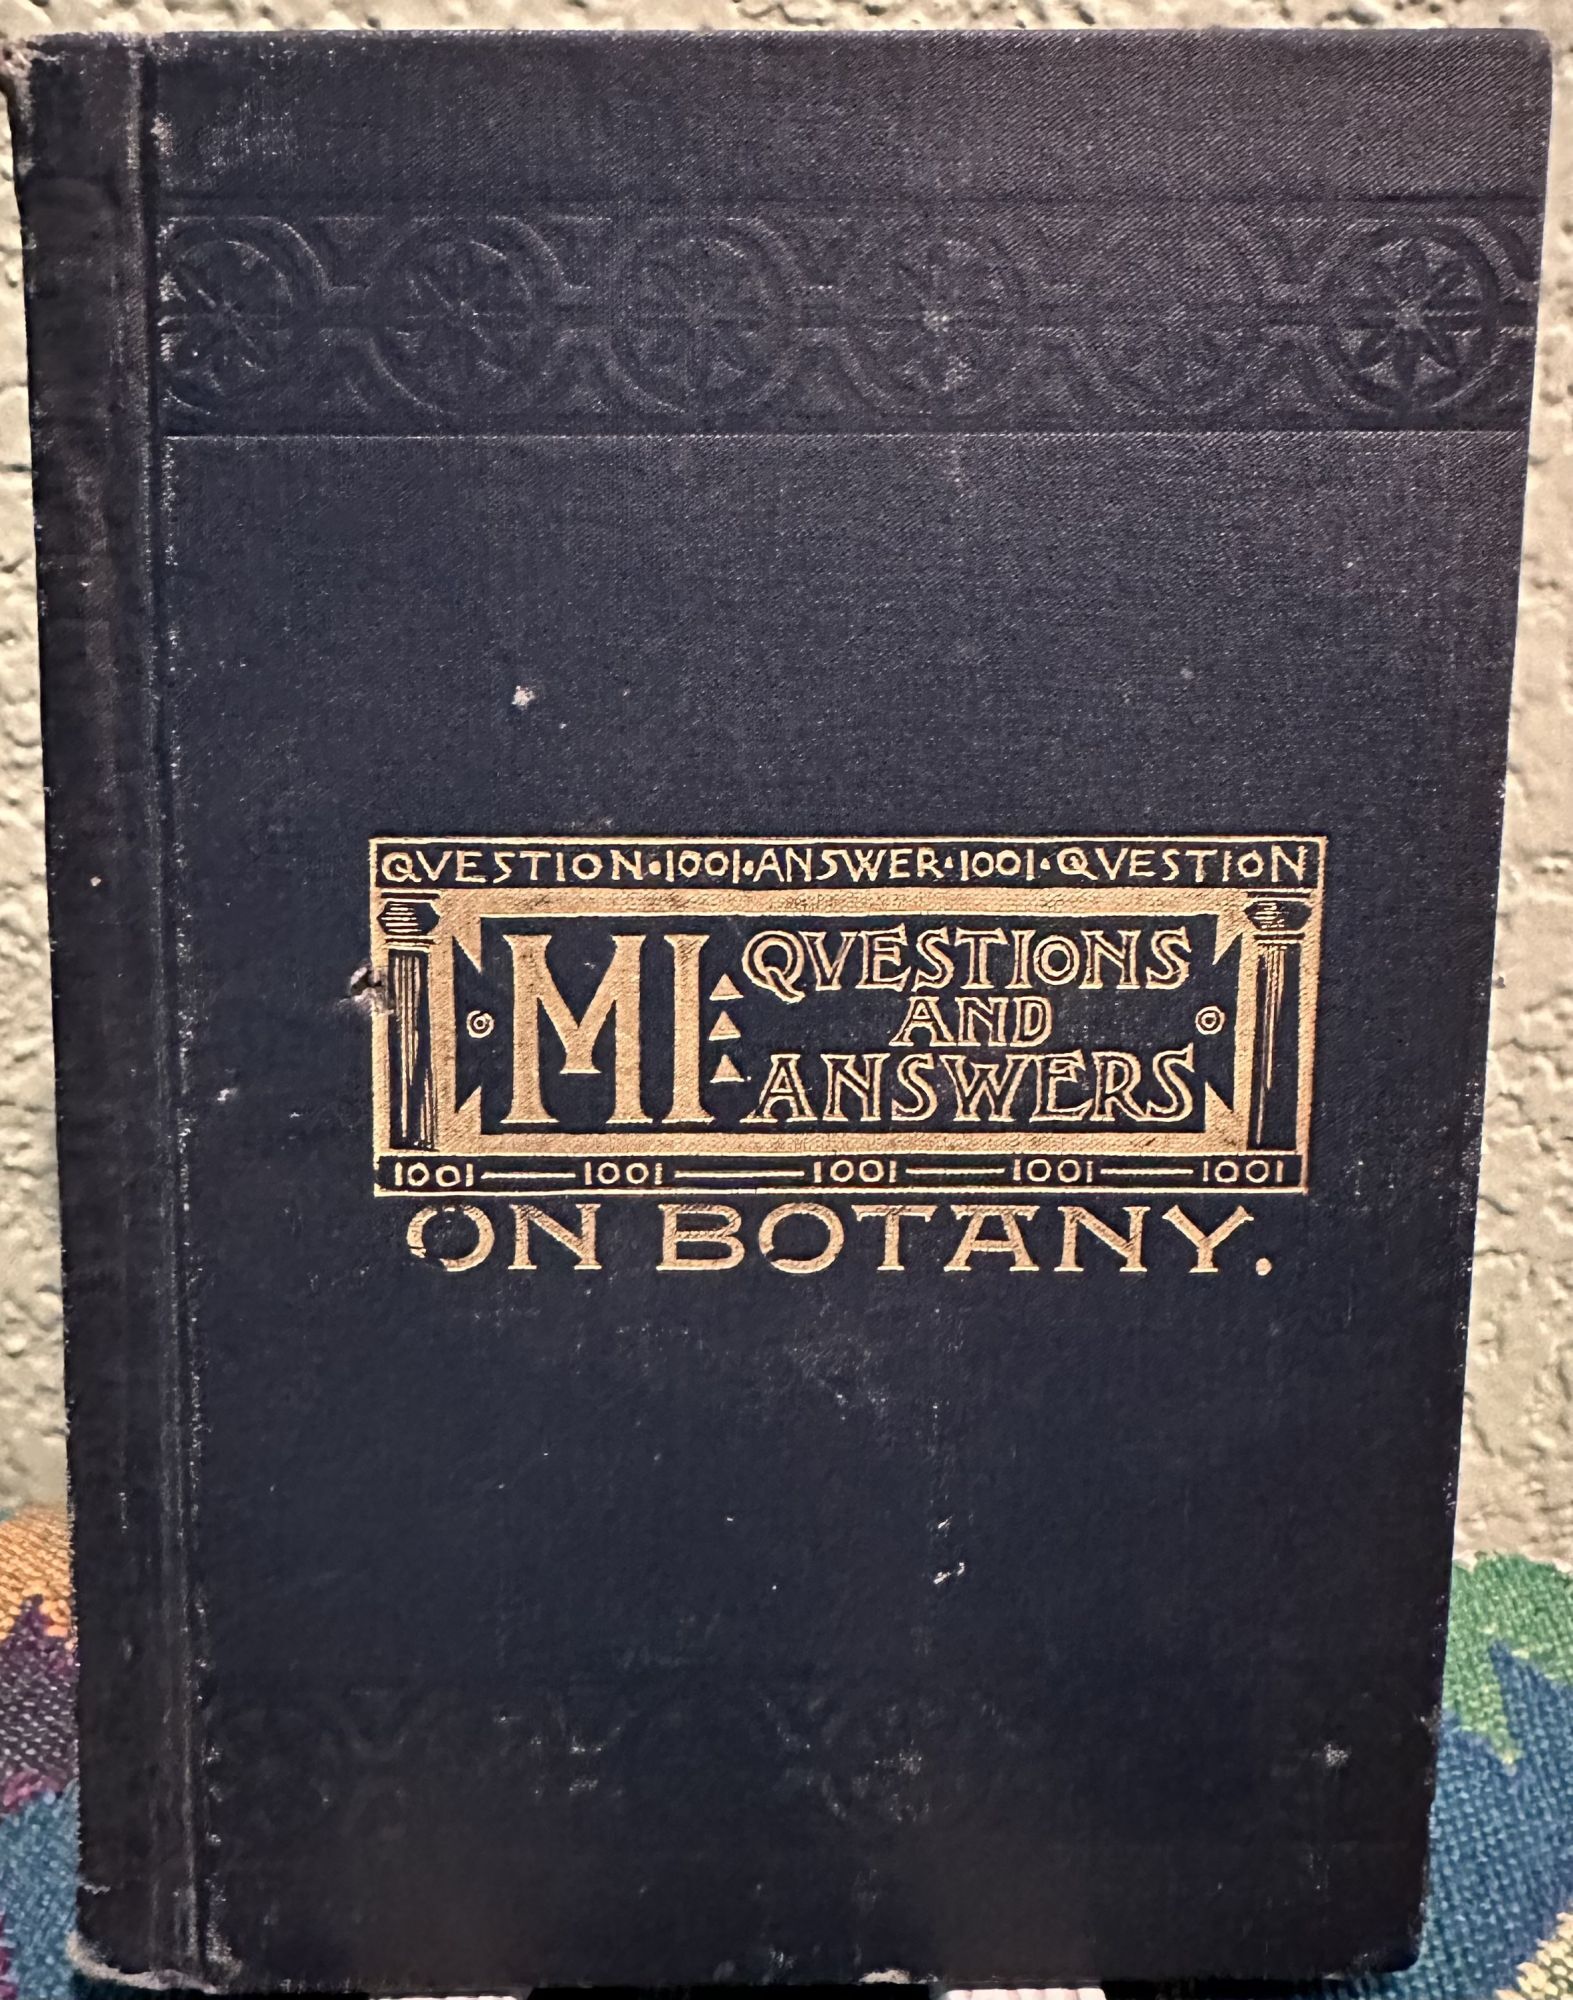 QVESTION·1001·ANSWER·1001·QVESTION
MI QVESTIONS
AND
ANSWERS
1001—1001—1001—1001—1001
ON BOTANY.